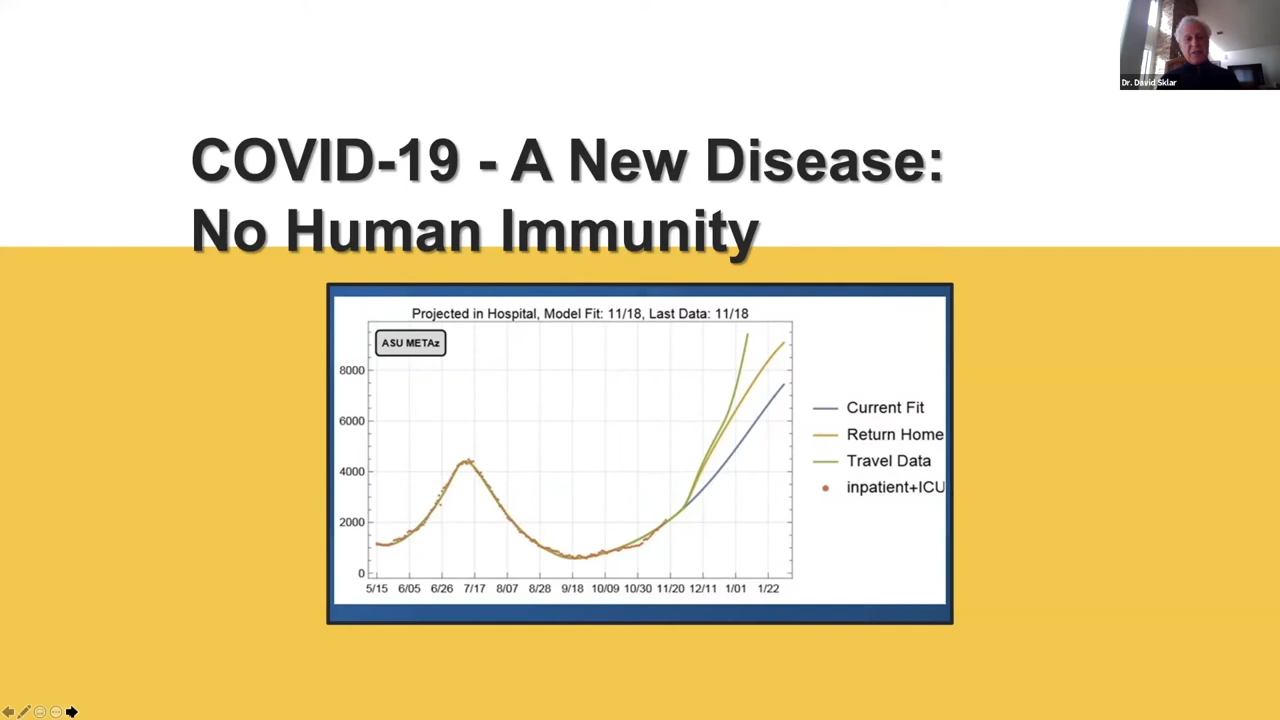 Dr. David Sklar
COVID-19 - A New Disease:
No Human Immunity
Projected in Hospital, Model Fit: 11/18, Last Data: 11/18
ASU METAz
8000
6000
4000
2000
0
5/15 6/05 6/26 7/17 8/07 8/28 9/18 10/09 10/30 11/20 12/11 1/01 1/22
Current Fit
Return Home
Travel Data
inpatient+ICU